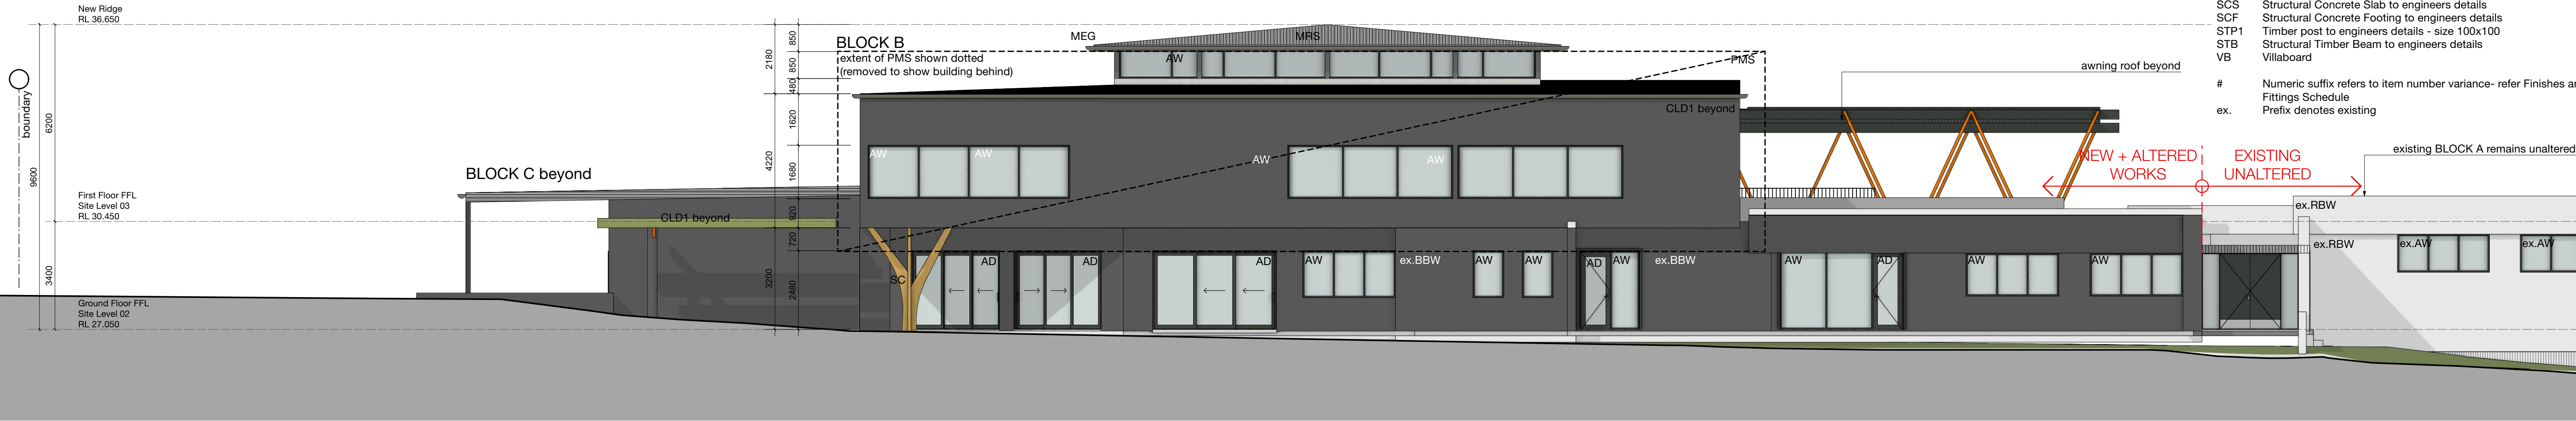 New Ridge
RL 36.650
boundary
9600
6200
3400
First Floor FFL
Site Level 03
RL 30.450
Ground Floor FFL
Site Level 02
RL 27.050
BLOCK C beyond
CLD1 beyond
2180
4220
3200
850
850
480
1620
1680
920
720
2480
BLOCK B
extent of PMS shown dotted
(removed to show building behind)
MEG
MRS
AW
PMS
CLD1 beyond
AW
AW
AW
AW
SC
AD
AD
AD
AW
ex.BBW
AW
AW
AD
AW
ex.BBW
AW
AD
AW
AW
awning roof beyond
NEW + ALTERED
WORKS
EXISTING
UNALTERED
existing BLOCK A remains unaltered
ex.RBW
ex.RBW
ex.AW
ex.AW
SCS Structural Concrete Slab to engineers details
SCF Structural Concrete Footing to engineers details
STP1 Timber post to engineers details - size 100x100
STB Structural Timber Beam to engineers details
VB Villaboard
# Numeric suffix refers to item number variance- refer Finishes a
Fittings Schedule
ex. Prefix denotes existing